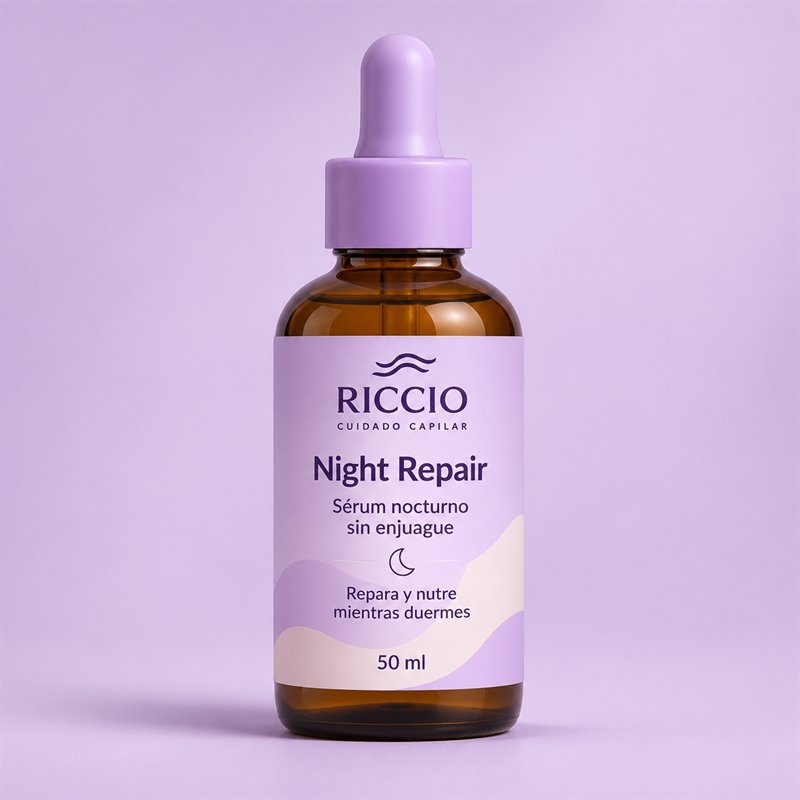 RICCIO
CUIDADO CAPILAR
Night Repair
Sérum nocturno
sin enjuague
Repara y nutre
mientras duermes
50 ml